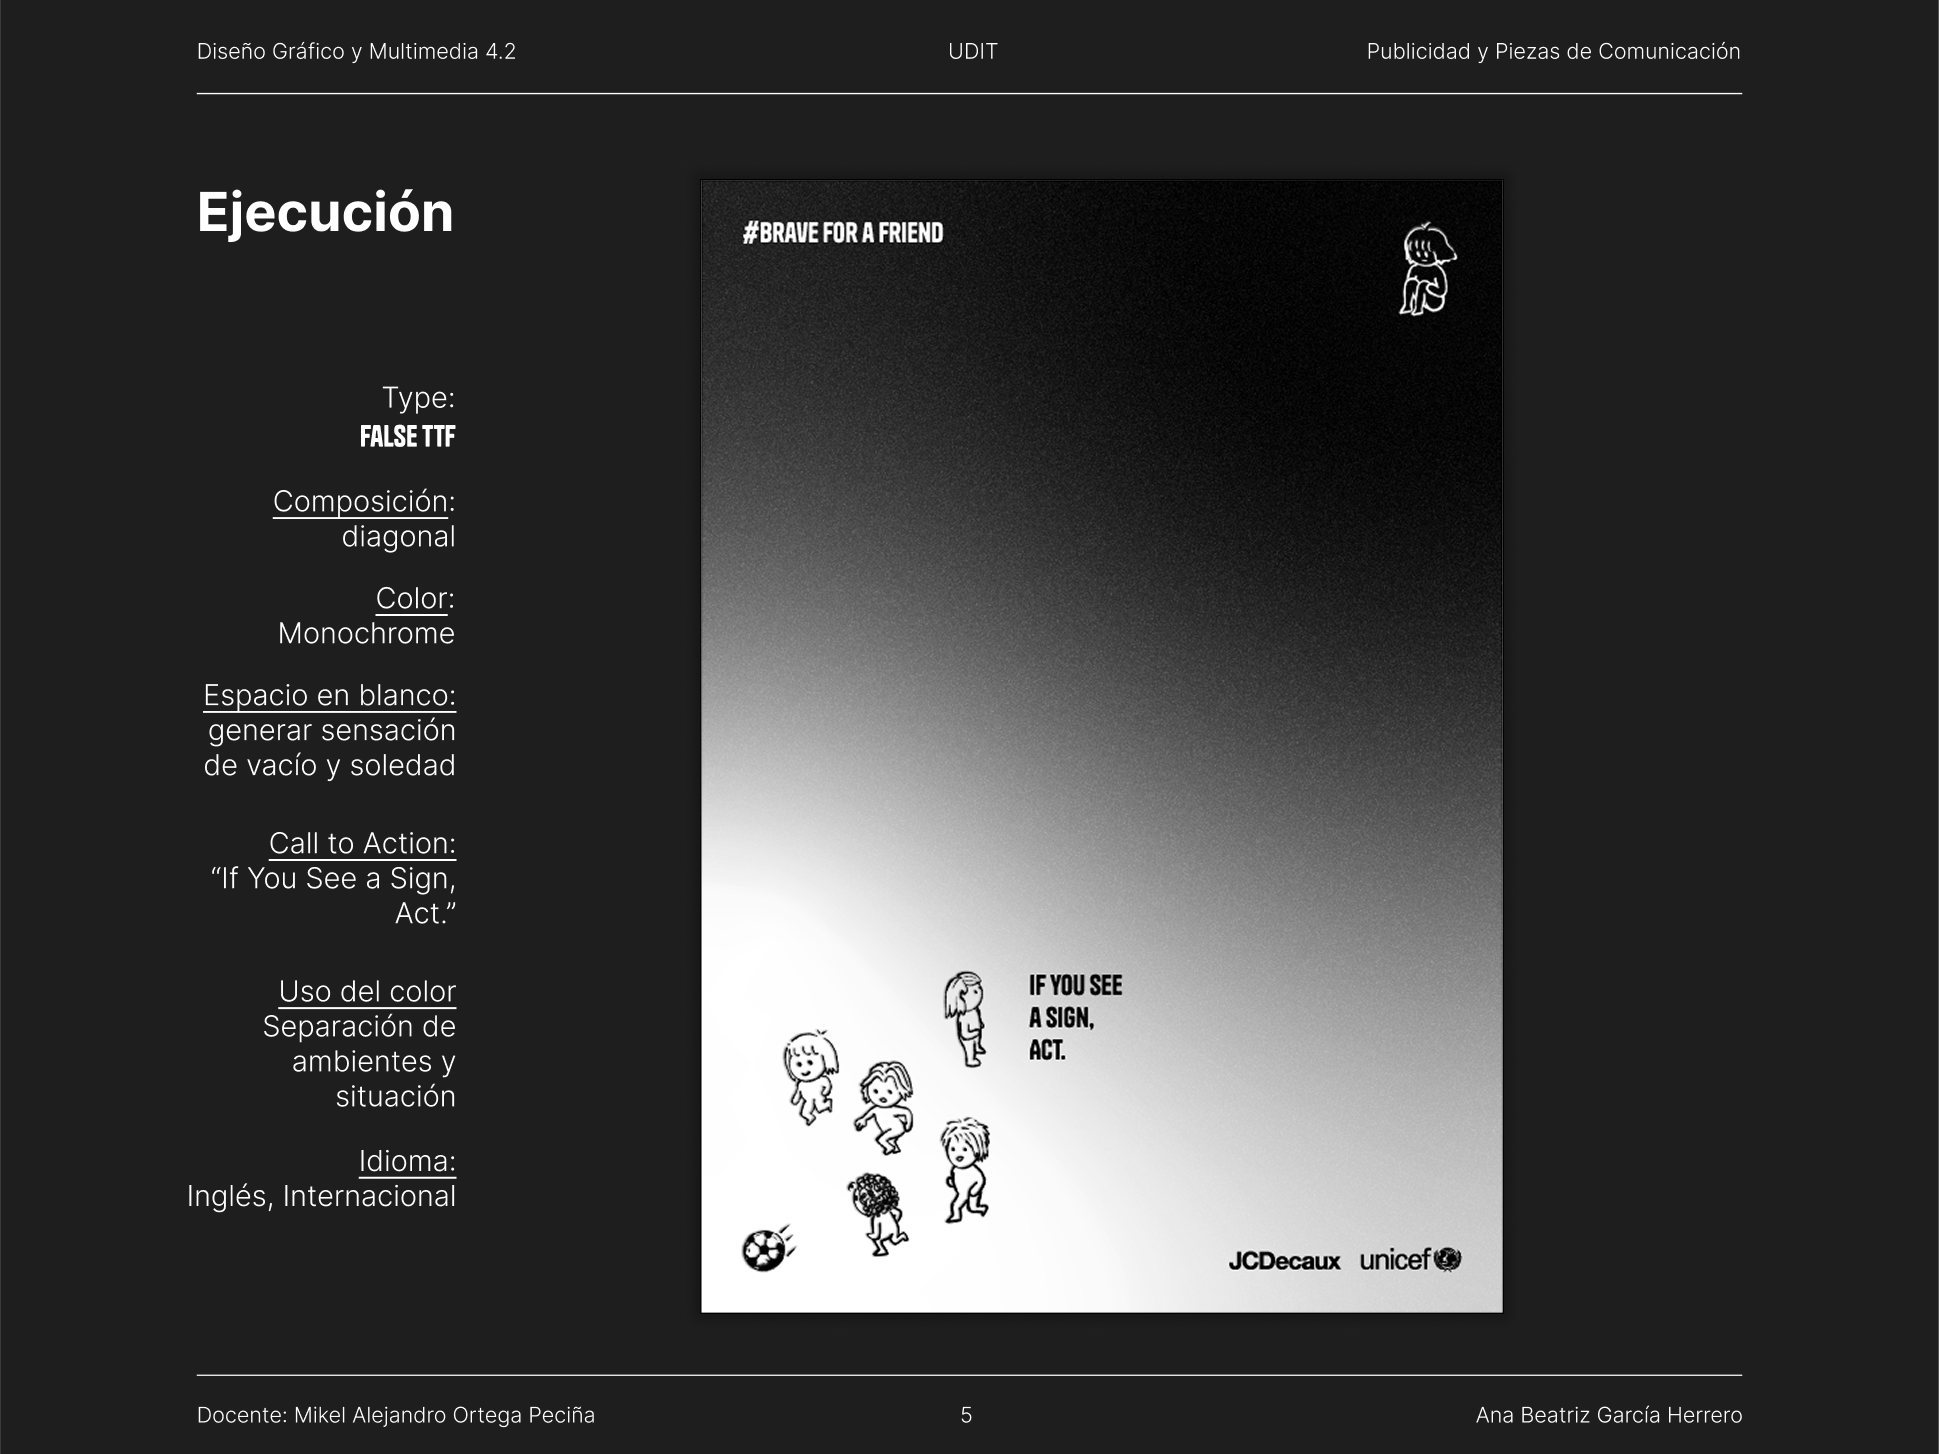 Diseño Gráfico y Multimedia 4.2
UDIT
Publicidad y Piezas de Comunicación
Ejecución
Type:
FALSE TTF
Composición:
diagonal
Color:
Monochrome
Espacio en blanco:
generar sensación
de vacío y soledad
Call to Action:
“If You See a Sign,
Act.”
Uso del color
Separación de
ambientes y
situación
Idioma:
Inglés, Internacional
#BRAVE FOR A FRIEND
IF YOU SEE
A SIGN,
ACT.
JCDecaux
unicef
Docente: Mikel Alejandro Ortega Peciña
5
Ana Beatriz García Herrero